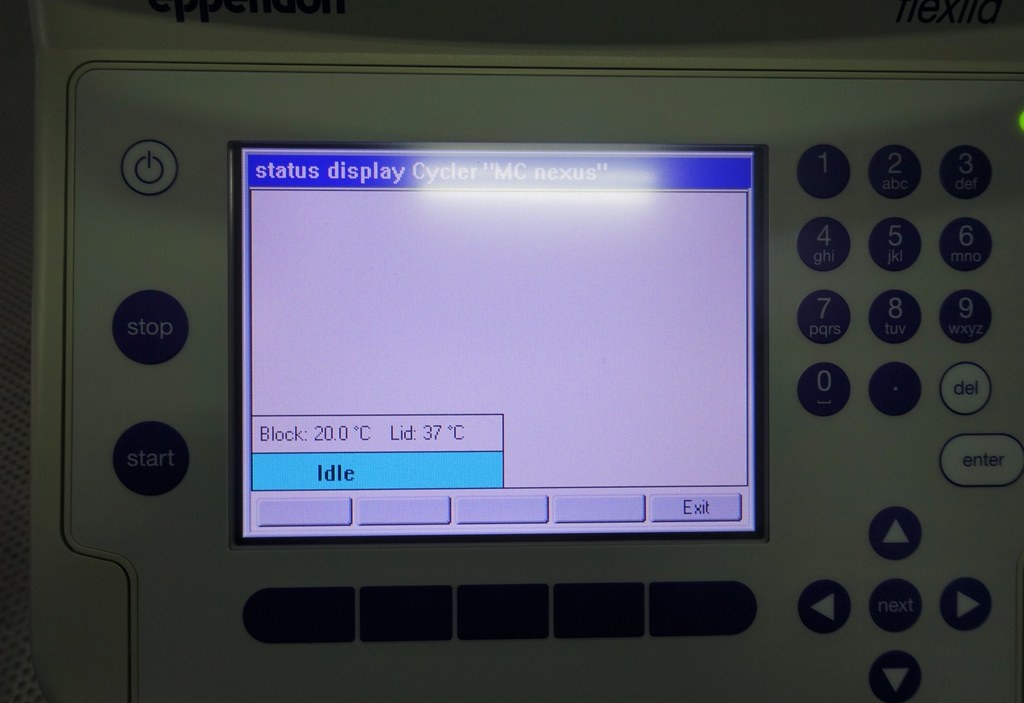 eppendorf
flexlid
status display Cycler "MC nexus"
1
2
abc
3
def
4
ghi
5
jkl
6
mno
7
pqrs
8
tuv
9
wxyz
0
.
del
enter
stop
start
Block: 20.0 °C Lid: 37 °C
Idle
Exit
next